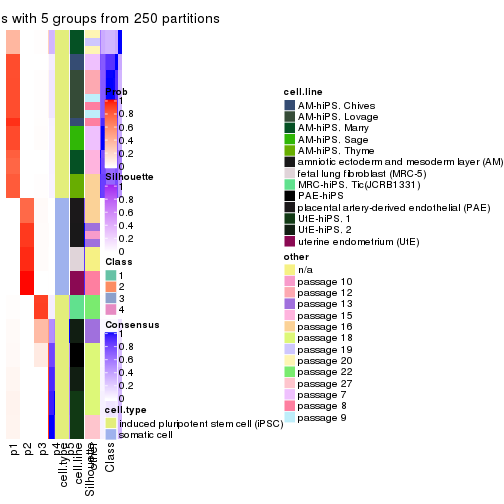 s with 5 groups from 250 partitions
Prob
1
0.8
0.6
0.4
0.2
0
Silhouette
1
0.8
0.6
0.4
0.2
0
Class
1
2
3
4
Consensus
1
0.8
0.6
0.4
0.2
0
cell.type
induced pluripotent stem cell (iPSC)
somatic cell
cell.line
AM-hiPS. Chives
AM-hiPS. Lovage
AM-hiPS. Marry
AM-hiPS. Sage
AM-hiPS. Thyme
amniotic ectoderm and mesoderm layer (AM)
fetal lung fibroblast (MRC-5)
MRC-hiPS. Tic(JCRB1331)
PAE-hiPS
placental artery-derived endothelial (PAE)
UtE-hiPS. 1
UtE-hiPS. 2
uterine endometrium (UtE)
other
n/a
passage 10
passage 12
passage 13
passage 15
passage 16
passage 18
passage 19
passage 20
passage 22
passage 27
passage 7
passage 8
passage 9
p1
p2
p3
p4
cell.type
p5
cell.line
Silhouette
other
Class